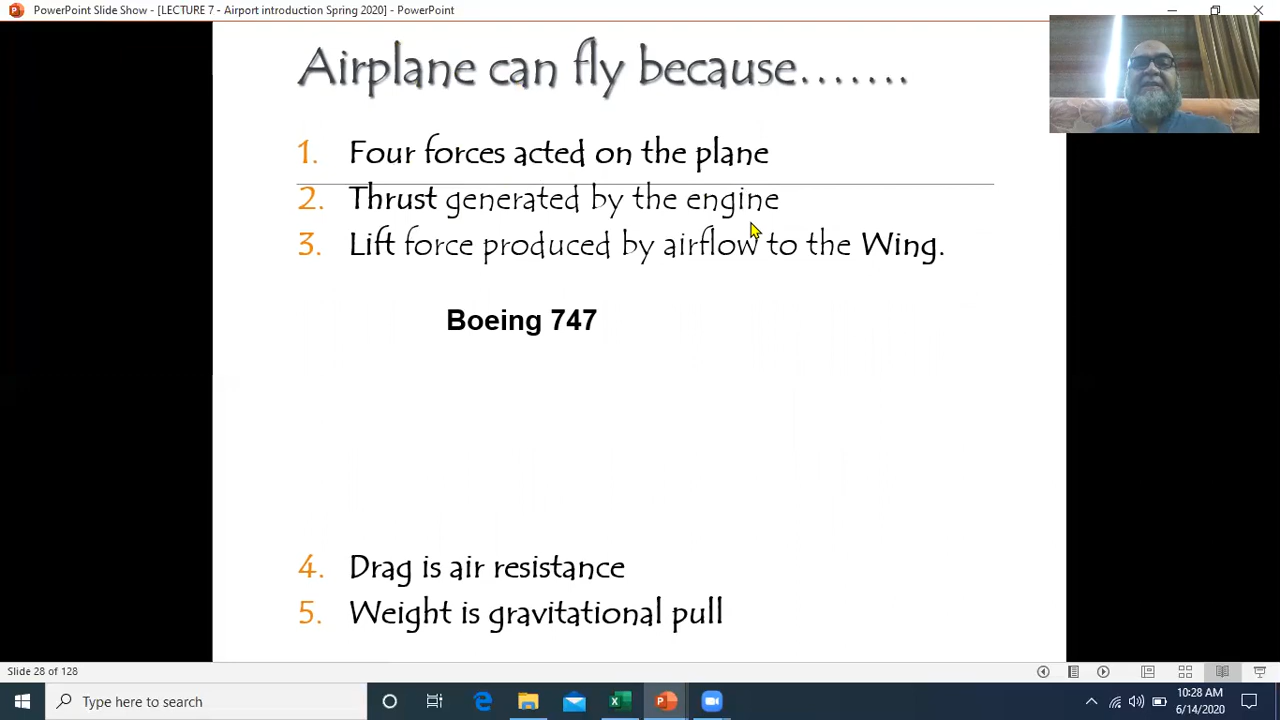 PowerPoint Slide Show - [LECTURE 7 - Airport introduction Spring 2020] - PowerPoint
Airplane can fly because.......
1. Four forces acted on the plane
2. Thrust generated by the engine
3. Lift force produced by airflow to the Wing.
Boeing 747
4. Drag is air resistance
5. Weight is gravitational pull
Slide 28 of 128
Type here to search
10:28 AM
6/14/2020